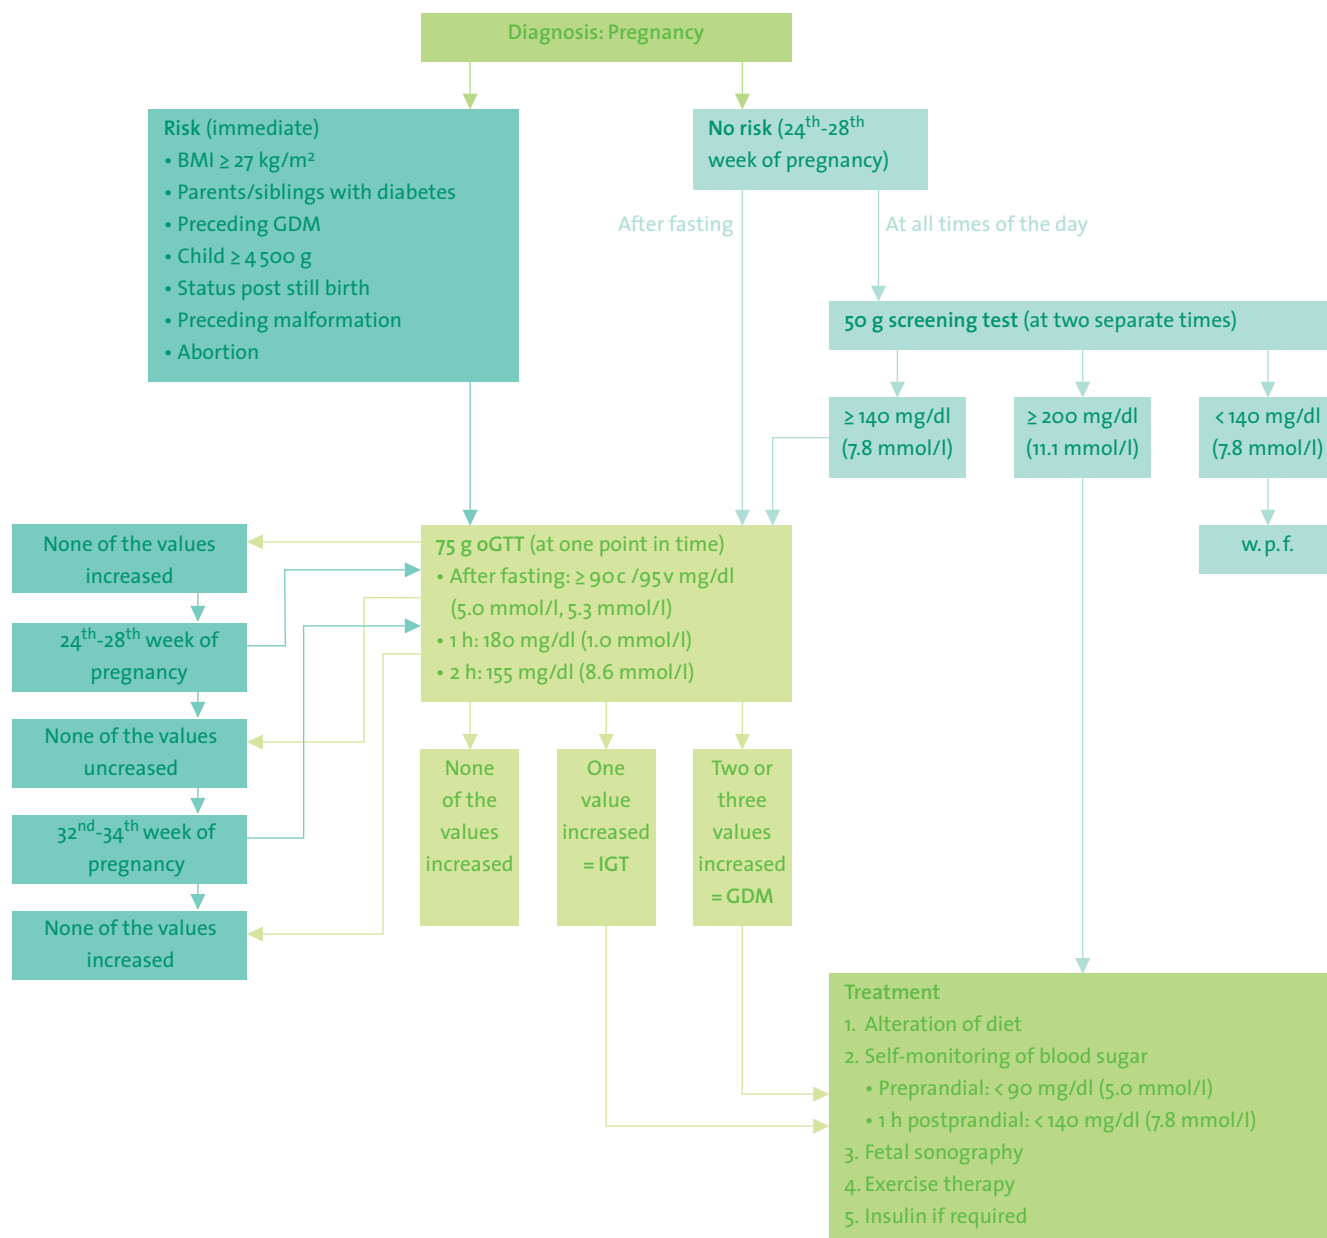 Diagnosis: Pregnancy
Risk (immediate)
• BMI ≥ 27 kg/m²
• Parents/siblings with diabetes
• Preceding GDM
• Child ≥ 4 500 g
• Status post still birth
• Preceding malformation
• Abortion
No risk (24th-28th
week of pregnancy)
After fasting
At all times of the day
50 g screening test (at two separate times)
≥ 140 mg/dl
(7.8 mmol/l)
≥ 200 mg/dl
(11.1 mmol/l)
< 140 mg/dl
(7.8 mmol/l)
w. p. f.
None of the values
increased
24th-28th week of
pregnancy
None of the values
uncreased
32nd-34th week of
pregnancy
None of the values
increased
75 g oGTT (at one point in time)
• After fasting: ≥ 90 c /95 v mg/dl
(5.0 mmol/l, 5.3 mmol/l)
• 1 h: 180 mg/dl (1.0 mmol/l)
• 2 h: 155 mg/dl (8.6 mmol/l)
None
of the
values
increased
One
value
increased
= IGT
Two or
three
values
increased
= GDM
Treatment
1. Alteration of diet
2. Self-monitoring of blood sugar
• Preprandial: < 90 mg/dl (5.0 mmol/l)
• 1 h postprandial: < 140 mg/dl (7.8 mmol/l)
3. Fetal sonography
4. Exercise therapy
5. Insulin if required